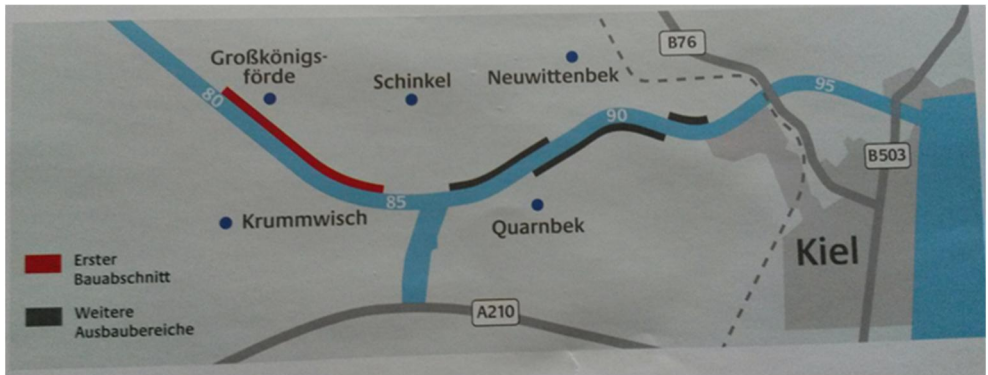 B76
Großkönigs-
förde
Schinkel
Neuwittenbek
80
90
95
B503
85
Krummwisch
Quarnbek
Kiel
Erster
Bauabschnitt
Weitere
Ausbaubereiche
A210